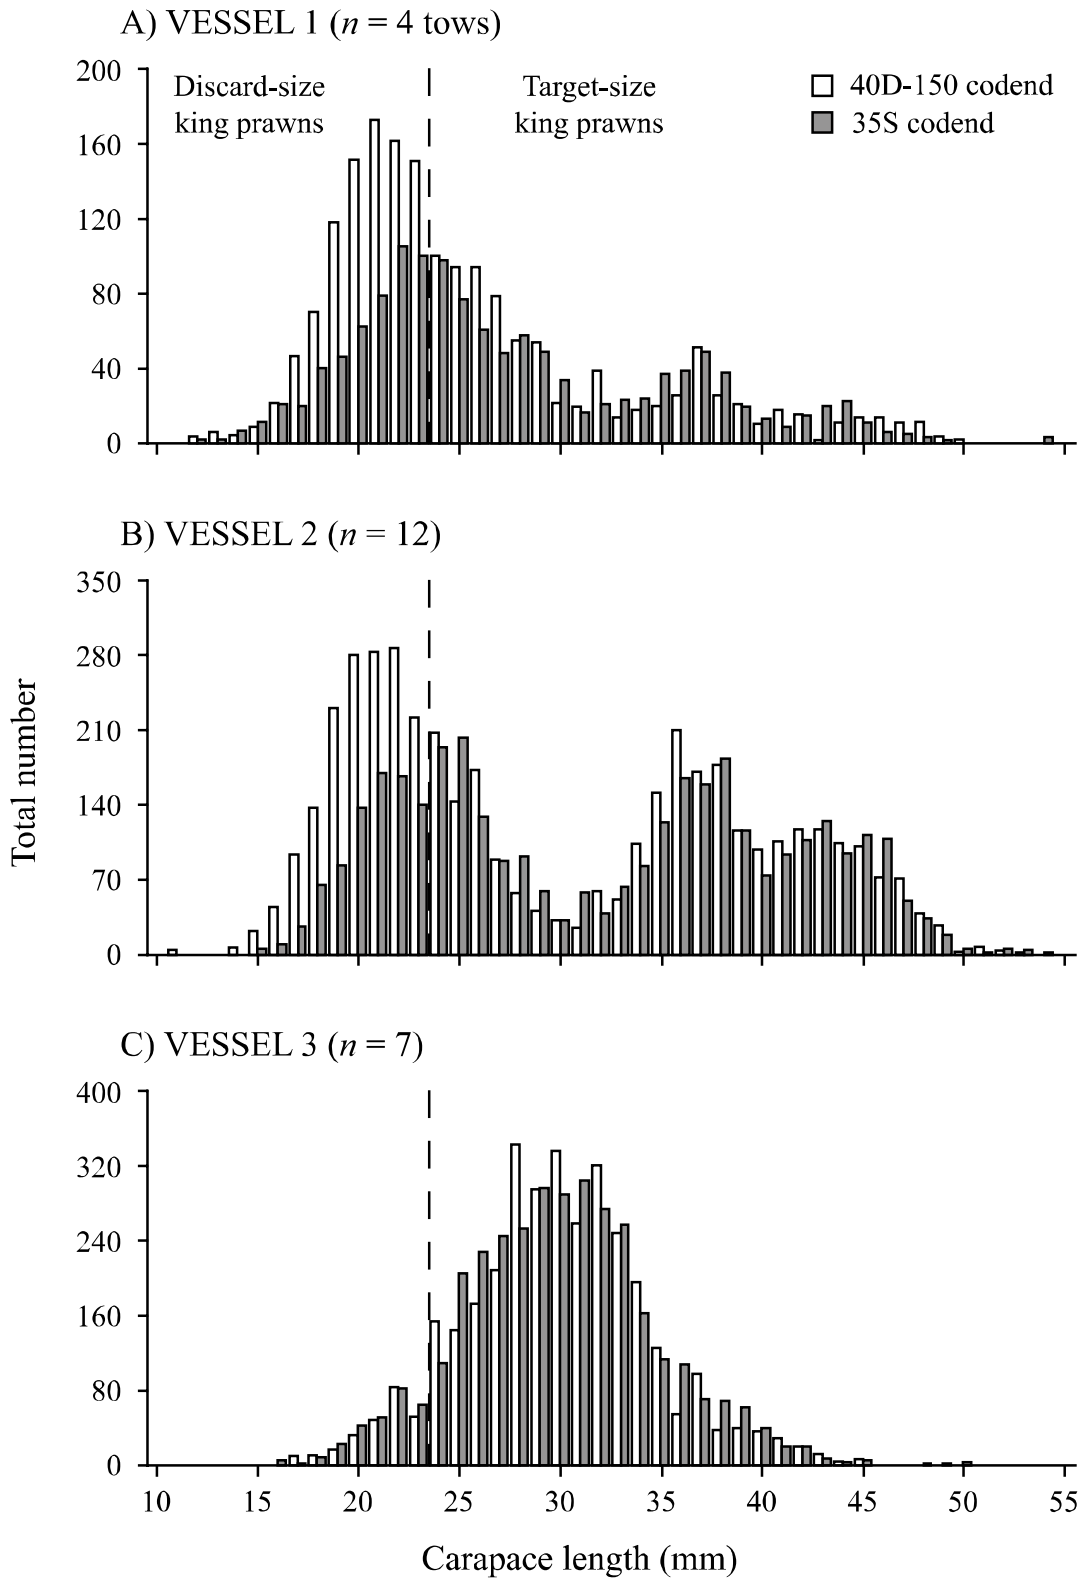 A) VESSEL 1 (n = 4 tows)
200
160
120
80
40
0
Discard-size
king prawns
Target-size
king prawns
40D-150 codend
35S codend
B) VESSEL 2 (n = 12)
350
280
210
140
70
0
Total number
C) VESSEL 3 (n = 7)
400
320
240
160
80
0
10 15 20 25 30 35 40 45 50 55
Carapace length (mm)